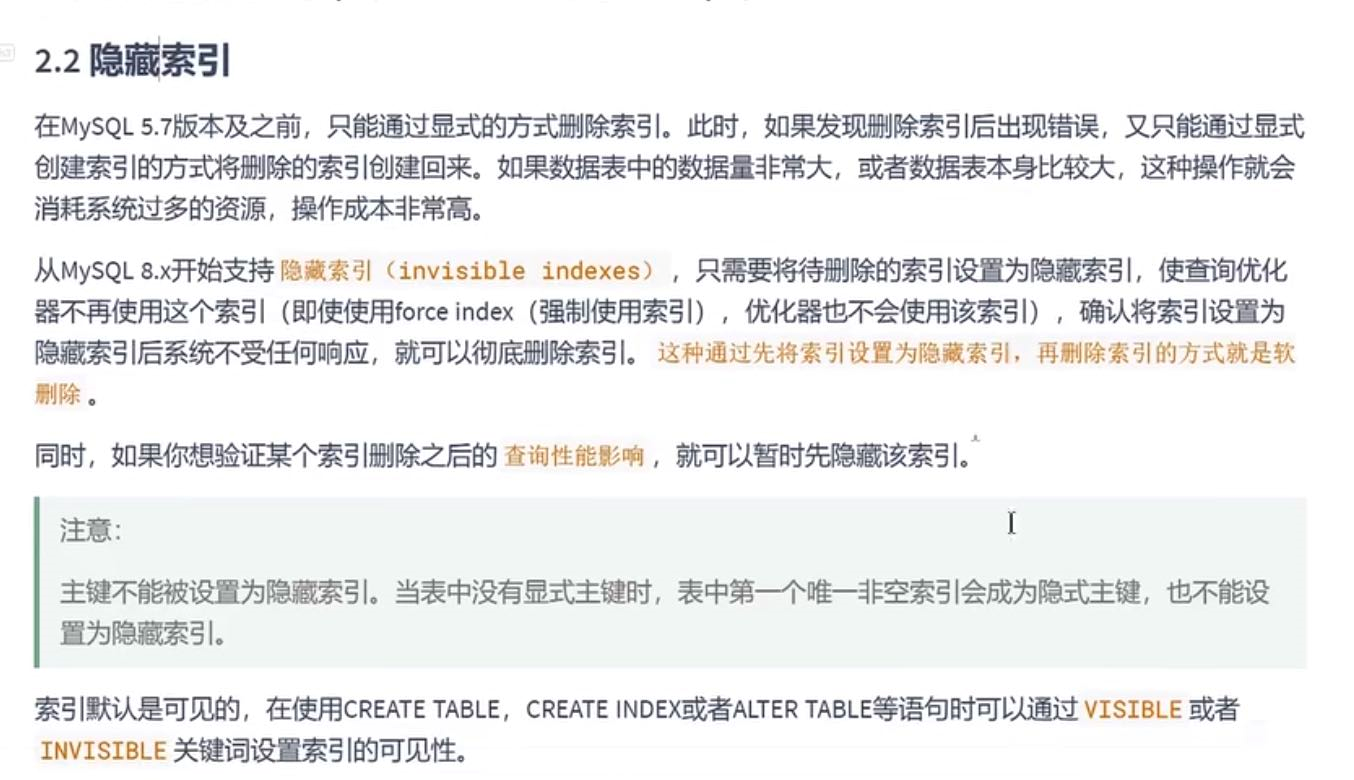 2.2 隐藏索引
在MySQL 5.7版本及之前，只能通过显式的方式删除索引。此时，如果发现删除索引后出现错误，又只能通过显式
创建索引的方式将删除的索引创建回来。如果数据表中的数据量非常大，或者数据表本身比较大，这种操作就会
消耗系统过多的资源，操作成本非常高。
从MySQL 8.x开始支持 隐藏索引（invisible indexes） ，只需要将待删除的索引设置为隐藏索引，使查询优化
器不再使用这个索引（即使使用force index（强制使用索引），优化器也不会使用该索引），确认将索引设置为
隐藏索引后系统不受任何响应，就可以彻底删除索引。 这种通过先将索引设置为隐藏索引，再删除索引的方式就是软
删除 。
同时，如果你想验证某个索引删除之后的 查询性能影响 ，就可以暂时先隐藏该索引。
注意：
主键不能被设置为隐藏索引。当表中没有显式主键时，表中第一个唯一非空索引会成为隐式主键，也不能设
置为隐藏索引。
索引默认是可见的，在使用CREATE TABLE，CREATE INDEX或者ALTER TABLE等语句时可以通过 VISIBLE 或者
INVISIBLE 关键词设置索引的可见性。